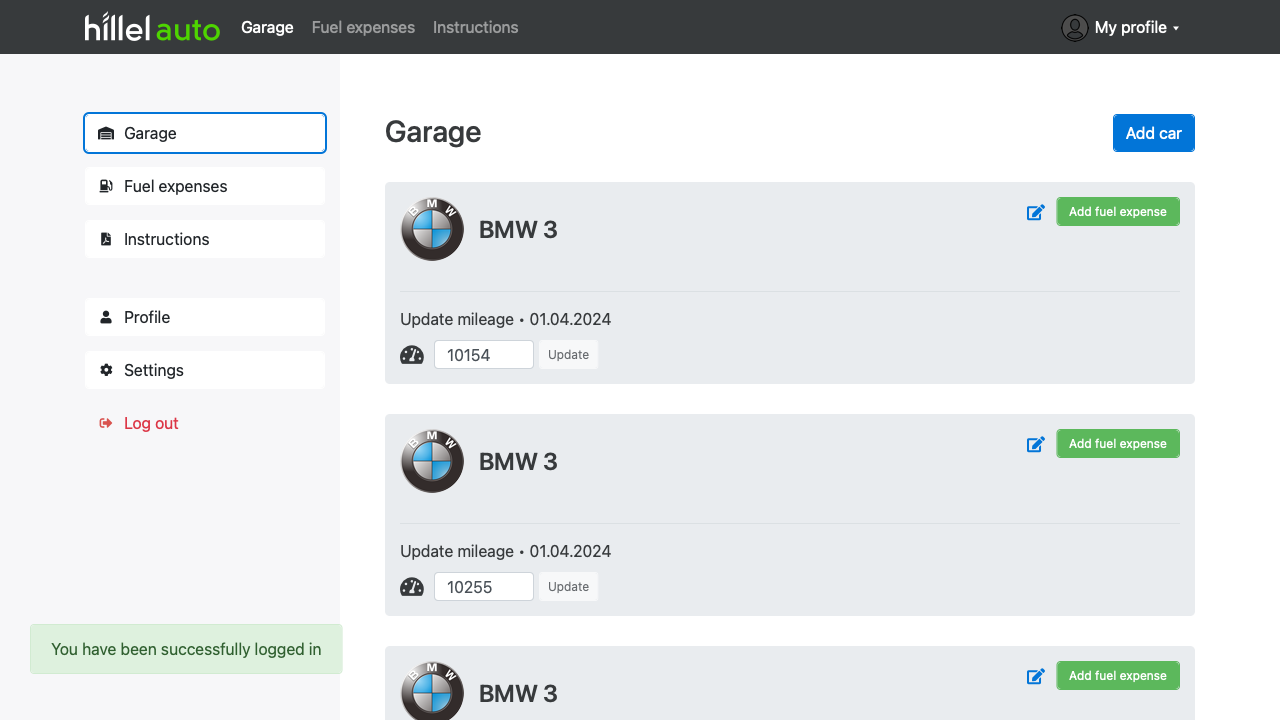 hillel auto Garage Fuel expenses Instructions My profile
Garage
Fuel expenses
Instructions
Profile
Settings
Log out
You have been successfully logged in
Garage Add car
BMW BMW 3 Add fuel expense
Update mileage • 01.04.2024
10154 Update
BMW BMW 3 Add fuel expense
Update mileage • 01.04.2024
10255 Update
BMW BMW 3 Add fuel expense